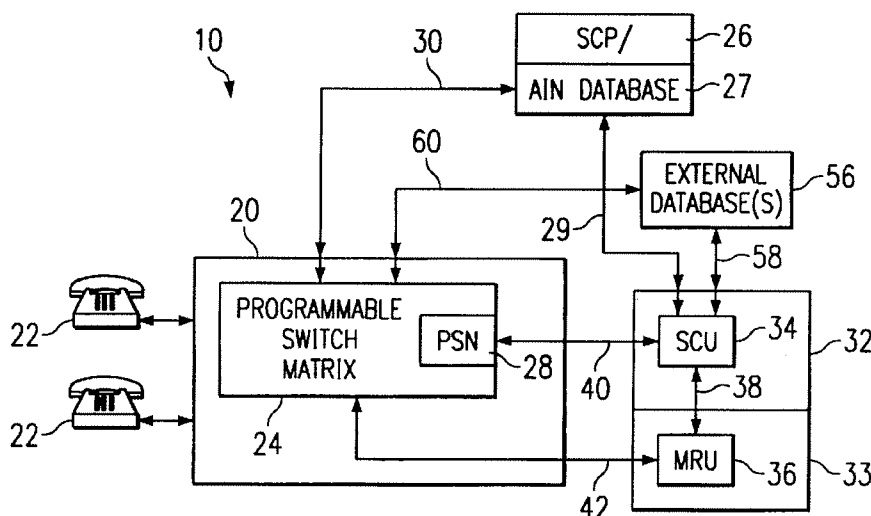 10
30
SCP/
26
AIN DATABASE
27
60
EXTERNAL
DATABASE(S)
56
29
58
20
22
PROGRAMMABLE
SWITCH
MATRIX
PSN
28
40
SCU
34
32
38
22
24
MRU
36
33
42